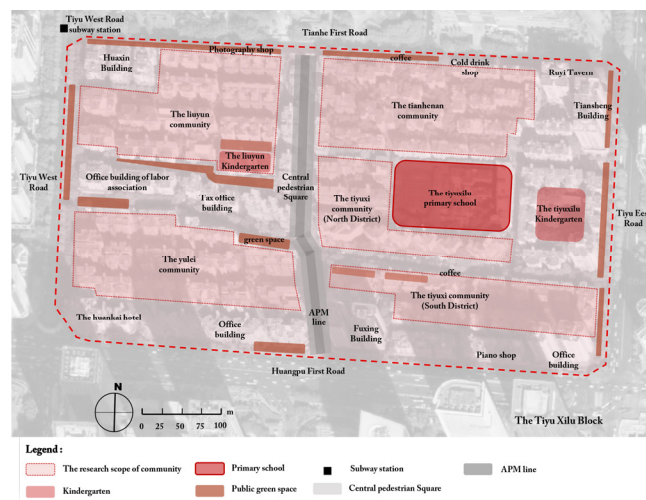 Tiyu West Road
subway station
Tianhe First Road
Photography shop
coffee
Huaxin
Building
Cold drink
shop
Ruyi Tavern
The liuyun
community
The tianhenan
community
Tiansheng
Building
The liuyun
Kindergarten
Tiyu West
Road
Office building of labor
association
Central
pedestrian
Square
Tax office
building
The tiyuxi
community
(North District)
The tiyuxilu
primary school
The tiyuxilu
Kindergarten
Tiyu East
Road
green space
The yulei
community
coffee
The tiyuxi community
(South District)
The huankai hotel
Office
building
APM
line
Fuxing
Building
Piano shop
Office
building
Huangpu First Road
N
0 25 50 75 100 m
The Tiyu Xilu Block
Legend :
The research scope of community
Primary school
Subway station
APM line
Kindergarten
Public green space
Central pedestrian Square